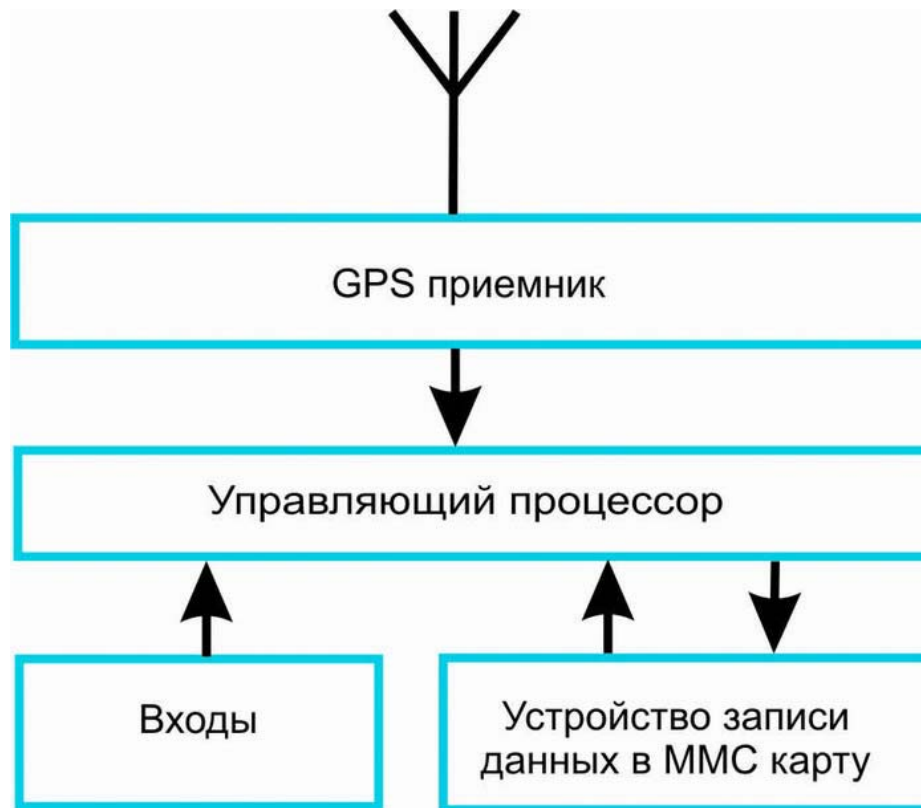 GPS приемник
Управляющий процессор
Входы
Устройство записи
данных в ММС карту